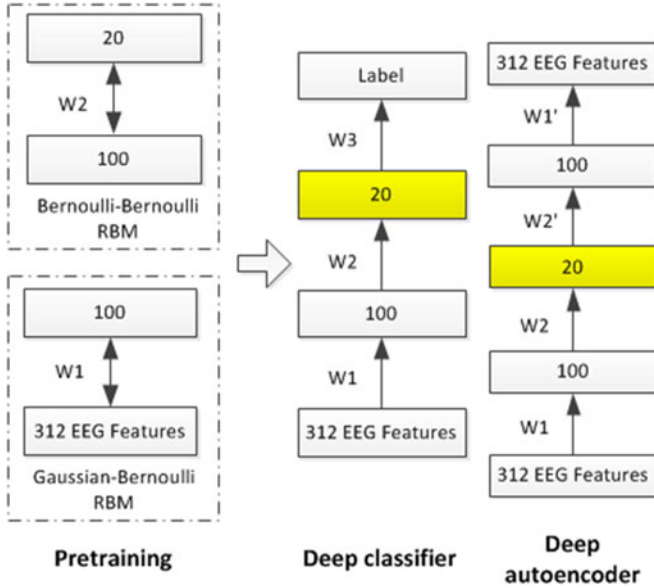 20
W2
100
Bernoulli-Bernoulli
RBM
100
W1
312 EEG Features
Gaussian-Bernoulli
RBM
Pretraining
Label
W3
20
W2
100
W1
312 EEG Features
Deep classifier
312 EEG Features
W1'
100
W2'
20
W2
100
W1
312 EEG Features
Deep
autoencoder